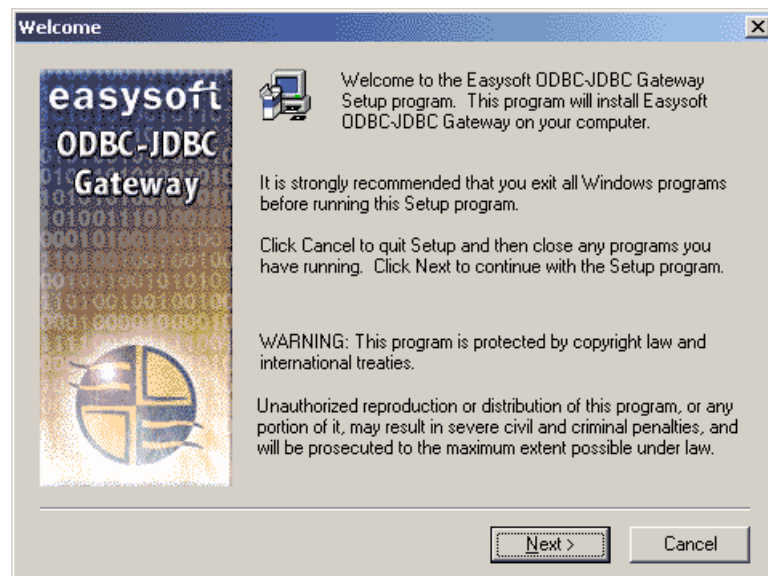 Welcome
easysoft
ODBC-JDBC
Gateway
Welcome to the Easysoft ODBC-JDBC Gateway
Setup program. This program will install Easysoft
ODBC-JDBC Gateway on your computer.
It is strongly recommended that you exit all Windows programs
before running this Setup program.
Click Cancel to quit Setup and then close any programs you
have running. Click Next to continue with the Setup program.
WARNING: This program is protected by copyright law and
international treaties.
Unauthorized reproduction or distribution of this program, or any
portion of it, may result in severe civil and criminal penalties, and
will be prosecuted to the maximum extent possible under law.
Next >
Cancel